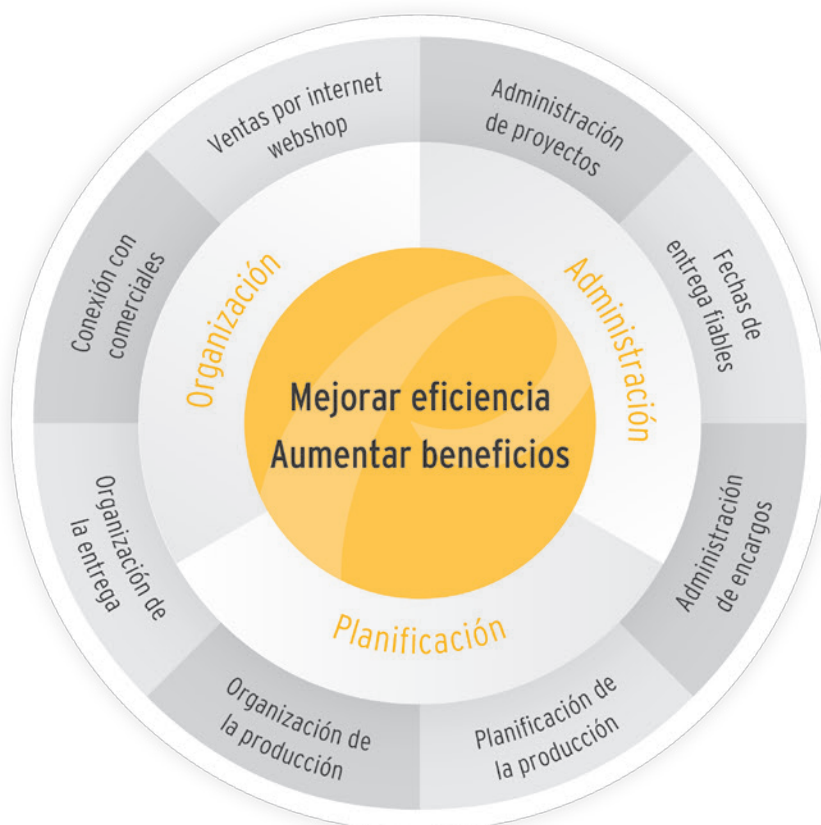 Ventas por internet
webshop
Administración
de proyectos
Fechas de
entrega fiables
Administración
de encargos
Planificación de
la producción
Organización de
la producción
Organización de
la entrega
Conexión con
comerciales
Organización
Administración
Planificación
Mejorar eficiencia
Aumentar beneficios